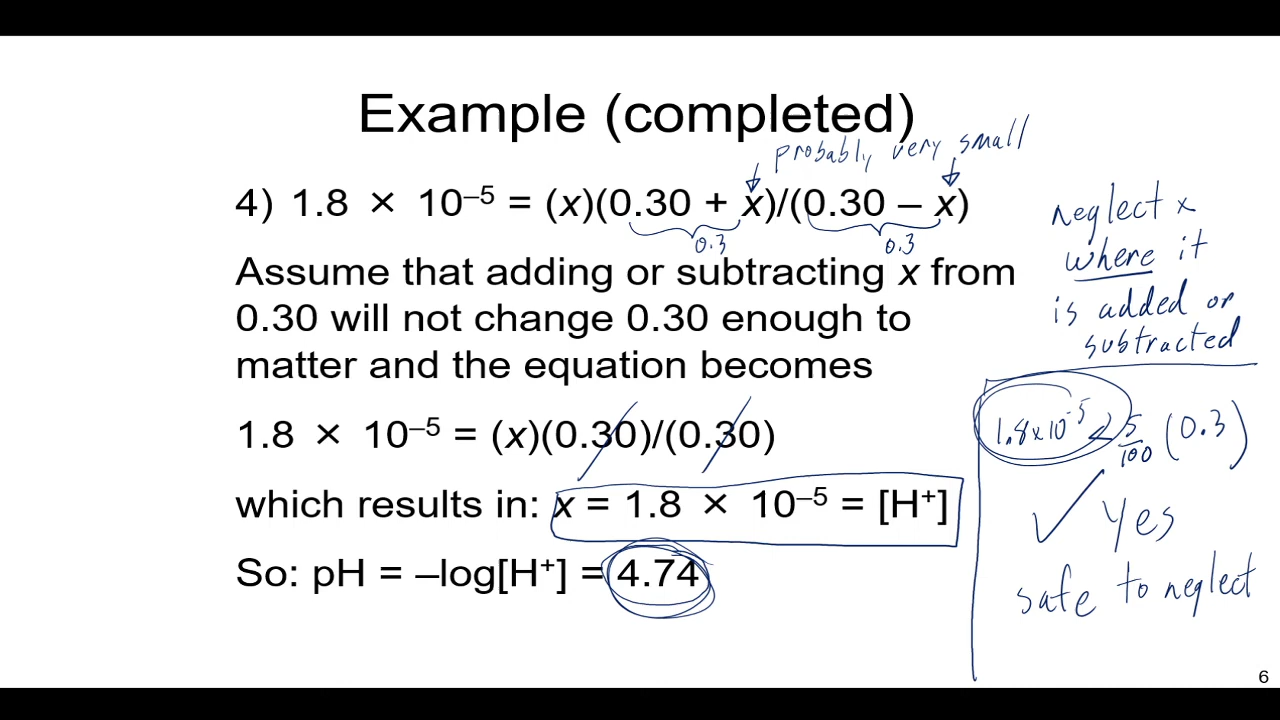 Example (completed)
probably very small
4) 1.8 × 10⁻⁵ = (x)(0.30 + x)/(0.30 – x)
0.3 0.3
Assume that adding or subtracting x from
0.30 will not change 0.30 enough to
matter and the equation becomes
1.8 × 10⁻⁵ = (x)(0.30)/(0.30)
which results in: x = 1.8 × 10⁻⁵ = [H⁺]
So: pH = –log[H⁺] = 4.74
neglect x
where it
is added or
subtracted
1.8x10⁻⁵ < 5/100 (0.3)
✓ Yes
safe to neglect
6